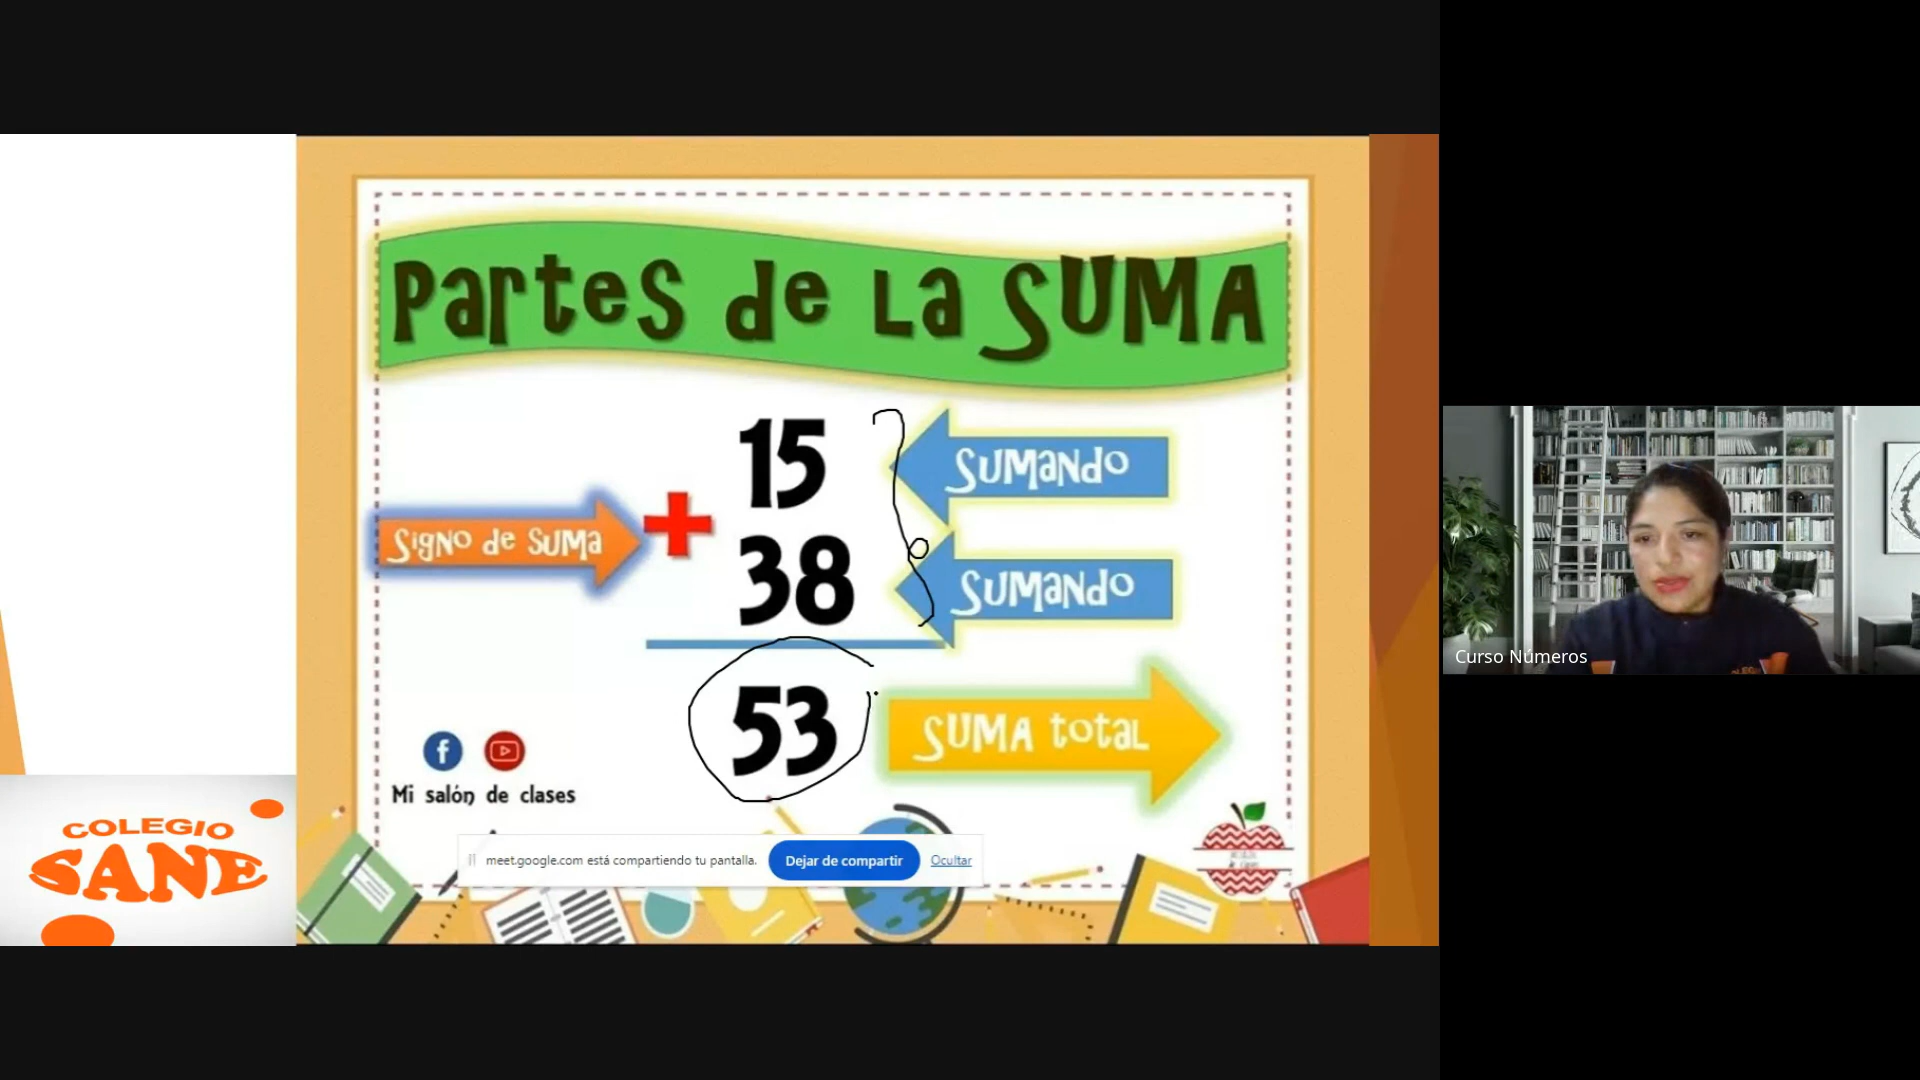 Partes de la SUMA
15
SUMANDO
Signo de SUMA
+
38
SUMANDO
53
SUMA total
f
Mi salón de clases
COLEGIO
SANE
meet.google.com está compartiendo tu pantalla.
Dejar de compartir
Ocultar
Curso Números